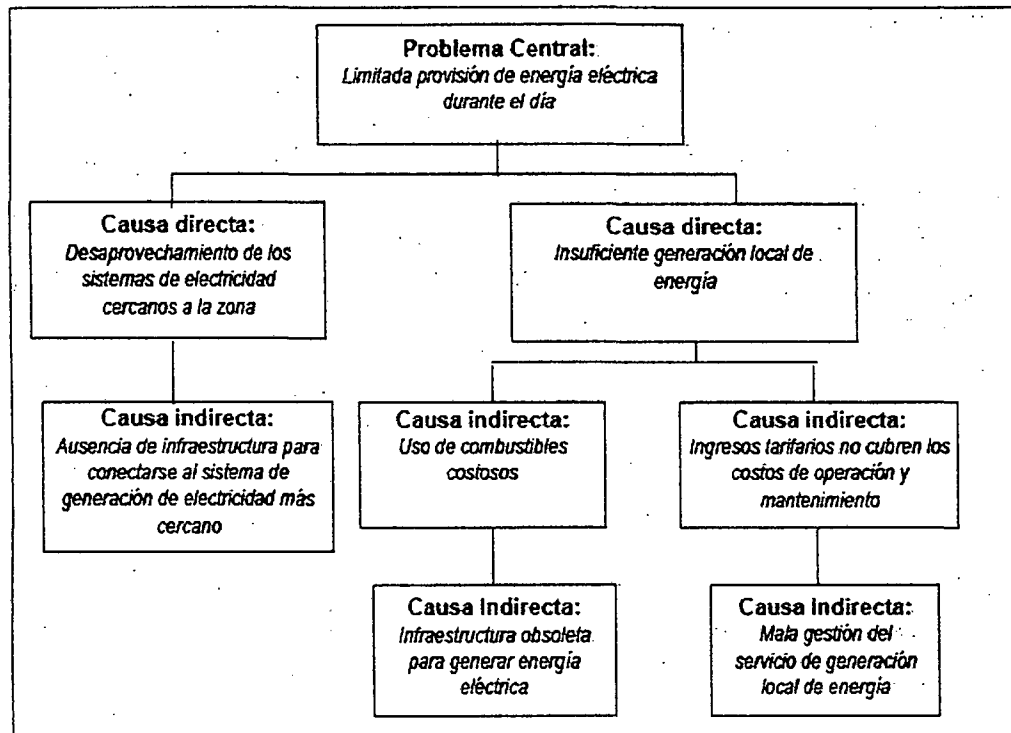 Problema Central:
Limitada provisión de energía eléctrica
durante el día
Causa directa:
Desaprovechamiento de los
sistemas de electricidad
cercanos a la zona
Causa directa:
Insuficiente generación local de
energía
Causa indirecta:
Ausencia de infraestructura para
conectarse al sistema de
generación de electricidad más
cercano
Causa indirecta:
Uso de combustibles
costosos
Causa indirecta:
Ingresos tarifarios no cubren los
costos de operación y
mantenimiento
Causa Indirecta:
Infraestructura obsoleta
para generar energía
eléctrica
Causa Indirecta:
Mala gestión del
servicio de generación
local de energía